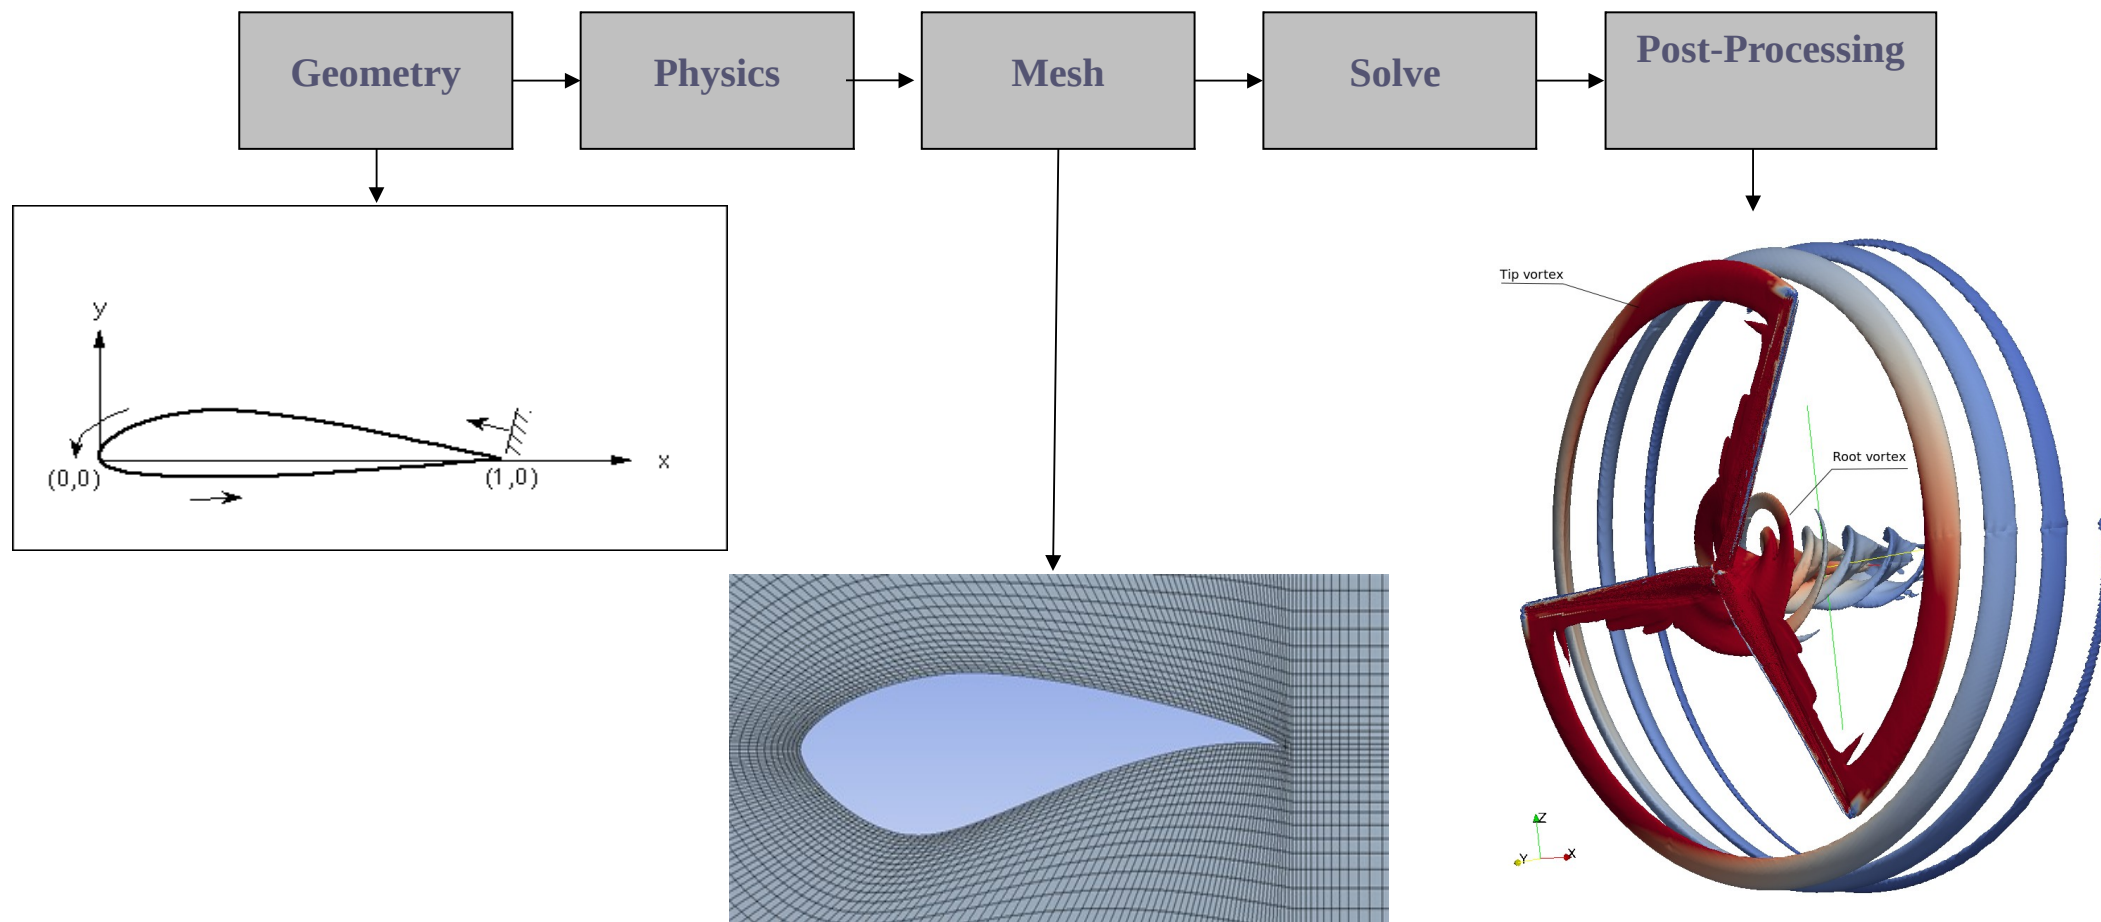 Geometry
Physics
Mesh
Solve
Post-Processing
y
x
(0,0)
(1,0)
Tip vortex
Root vortex
Z
Y
X